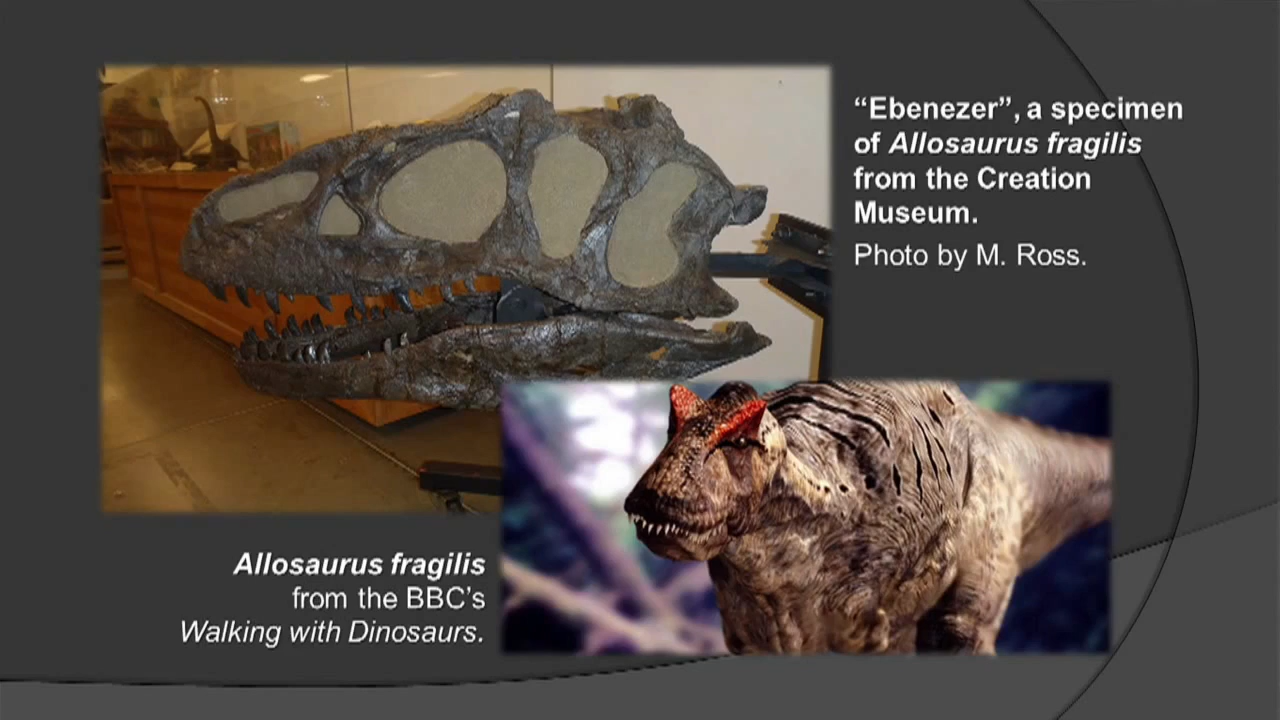 “Ebenezer”, a specimen
of Allosaurus fragilis
from the Creation
Museum.
Photo by M. Ross.
Allosaurus fragilis
from the BBC’s
Walking with Dinosaurs.